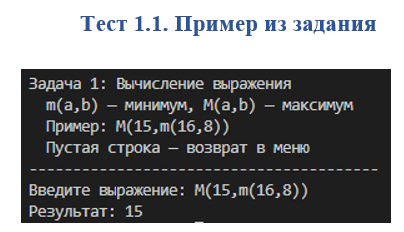 Тест 1.1. Пример из задания
Задача 1: Вычисление выражения
m(a,b) — минимум, M(a,b) — максимум
Пример: M(15,m(16,8))
Пустая строка — возврат в меню
----------------------------------------
Введите выражение: M(15,m(16,8))
Результат: 15